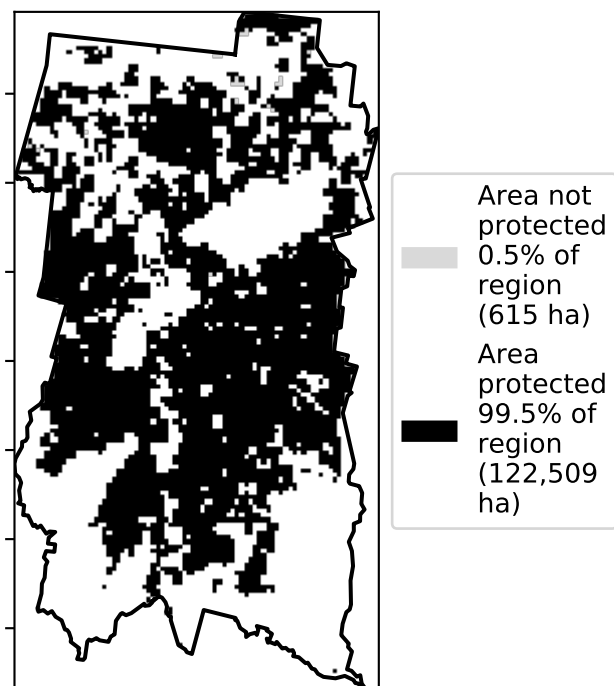 Area not
protected
0.5% of
region
(615 ha)
Area
protected
99.5% of
region
(122,509
ha)